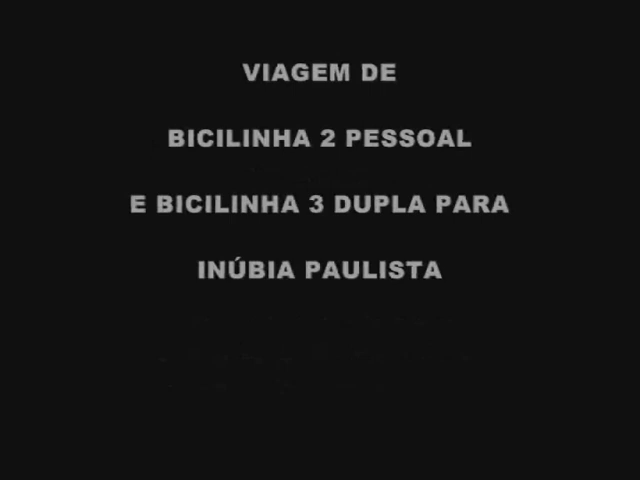 VIAGEM DE
BICILINHA 2 PESSOAL
E BICILINHA 3 DUPLA PARA
INÚBIA PAULISTA